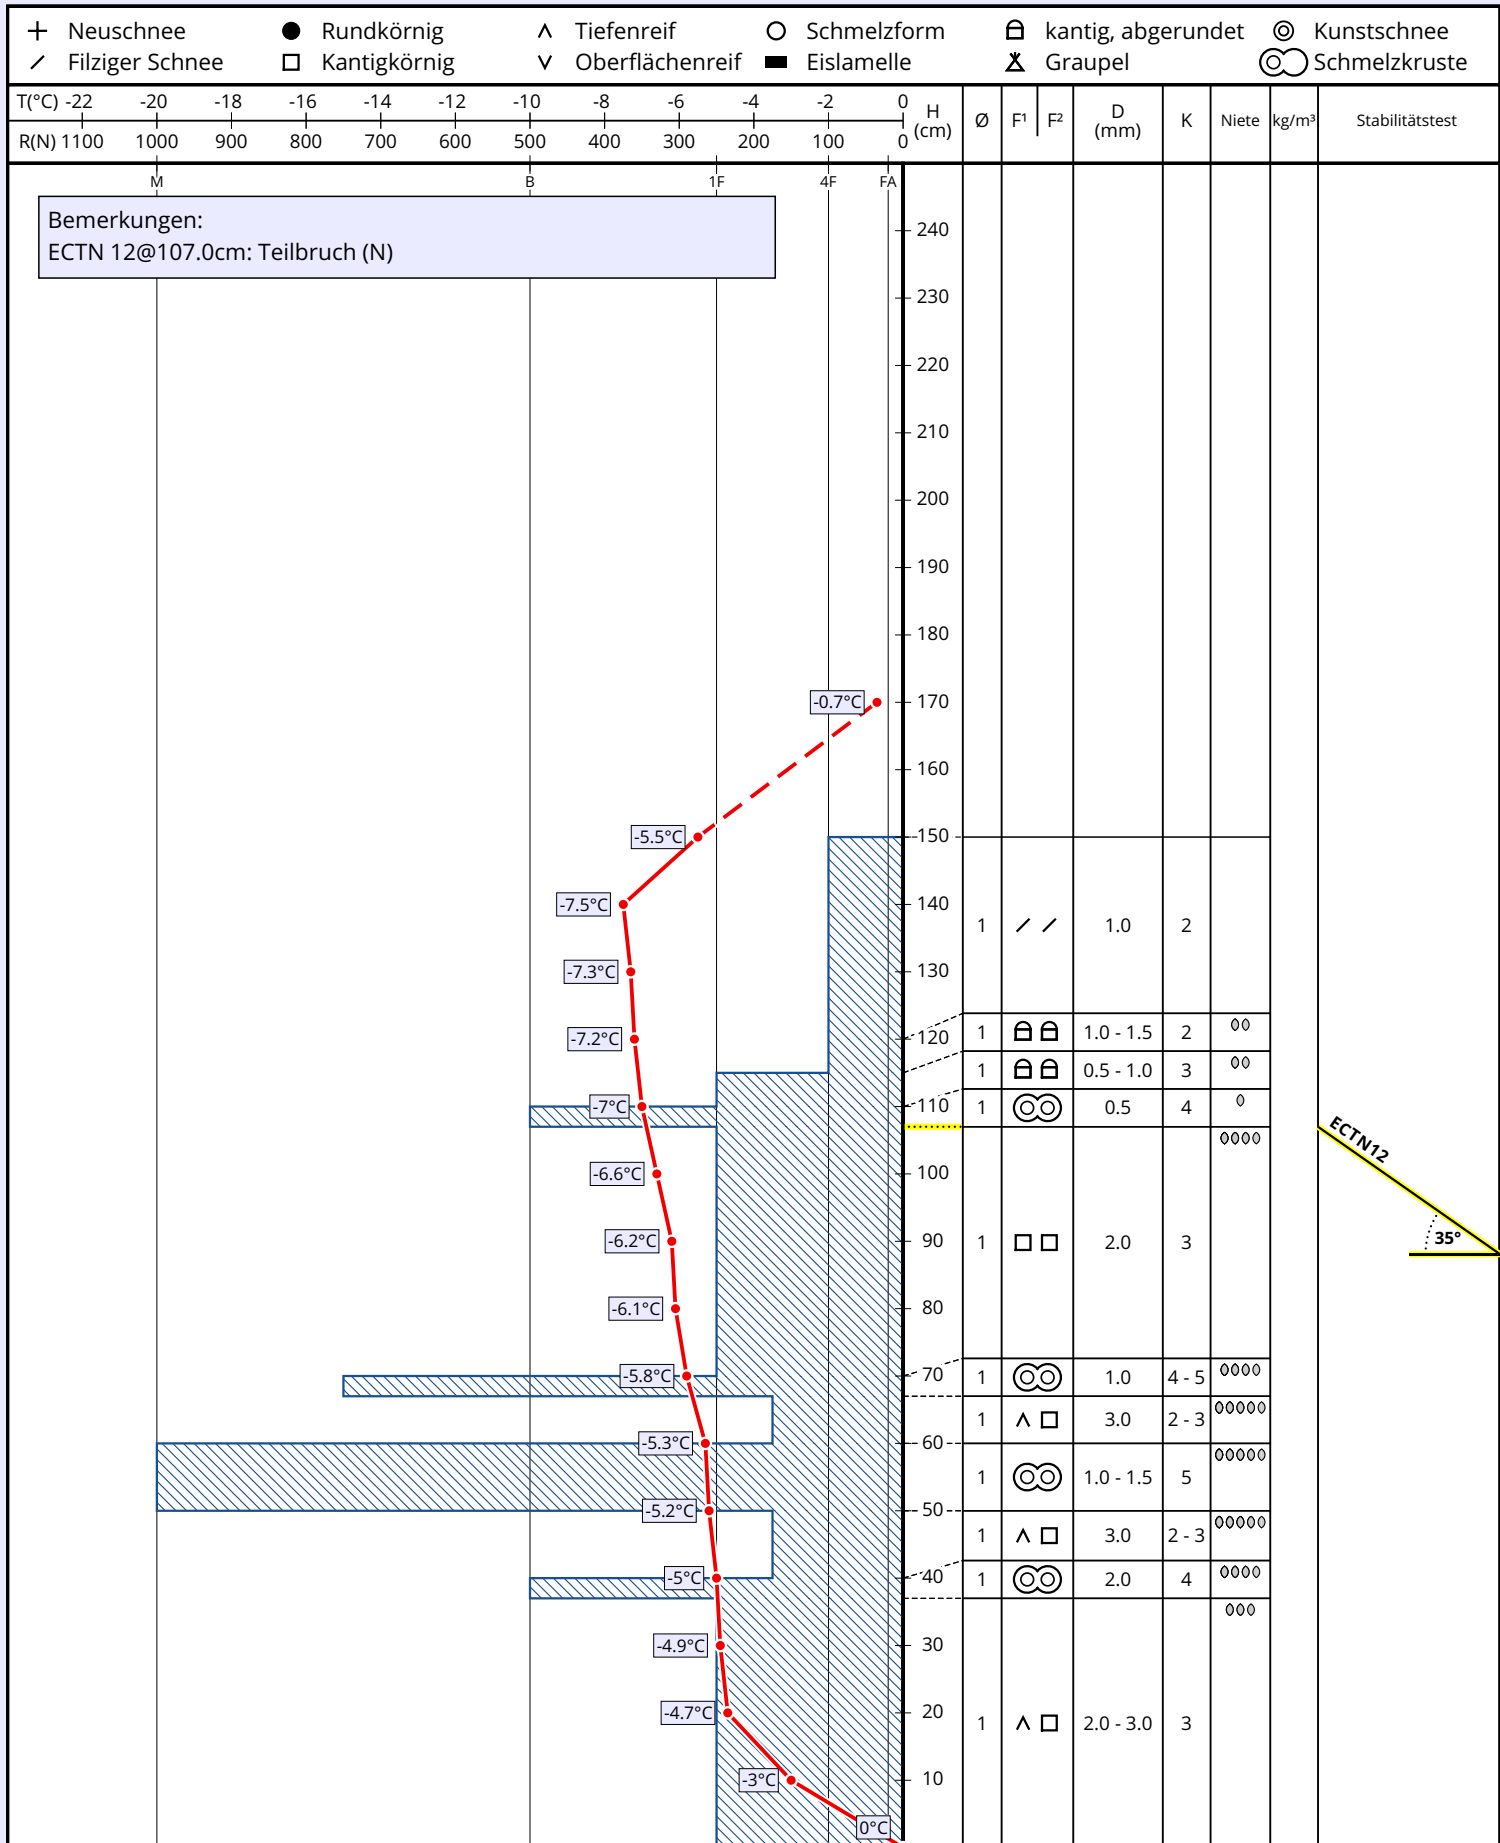 Neuschnee Rundkörnig Tiefenreif Schmelzform kantig, abgerundet Kunstschnee
Filziger Schnee Kantigkörnig Oberflächenreif Eislamelle Graupel Schmelzkruste
T(°C) -22 -20 -18 -16 -14 -12 -10 -8 -6 -4 -2 0
R(N) 1100 1000 900 800 700 600 500 400 300 200 100 0
H (cm) Ø F¹ F² D (mm) K Niete kg/m³ Stabilitätstest
M B 1F 4F FA
Bemerkungen:
ECTN 12@107.0cm: Teilbruch (N)
240
230
220
210
200
190
180
-0.7°C 170
160
-5.5°C 150
-7.5°C 140
1 1.0 2
-7.3°C 130
-7.2°C 120 1 1.0 - 1.5 2
1 0.5 - 1.0 3
-7°C 110 1 0.5 4
ECTN12
-6.6°C 100
-6.2°C 90 1 2.0 3 35°
-6.1°C 80
-5.8°C 70 1 1.0 4 - 5
1 3.0 2 - 3
-5.3°C 60
1 1.0 - 1.5 5
-5.2°C 50
1 3.0 2 - 3
-5°C 40 1 2.0 4
-4.9°C 30
-4.7°C 20 1 2.0 - 3.0 3
-3°C 10
0°C